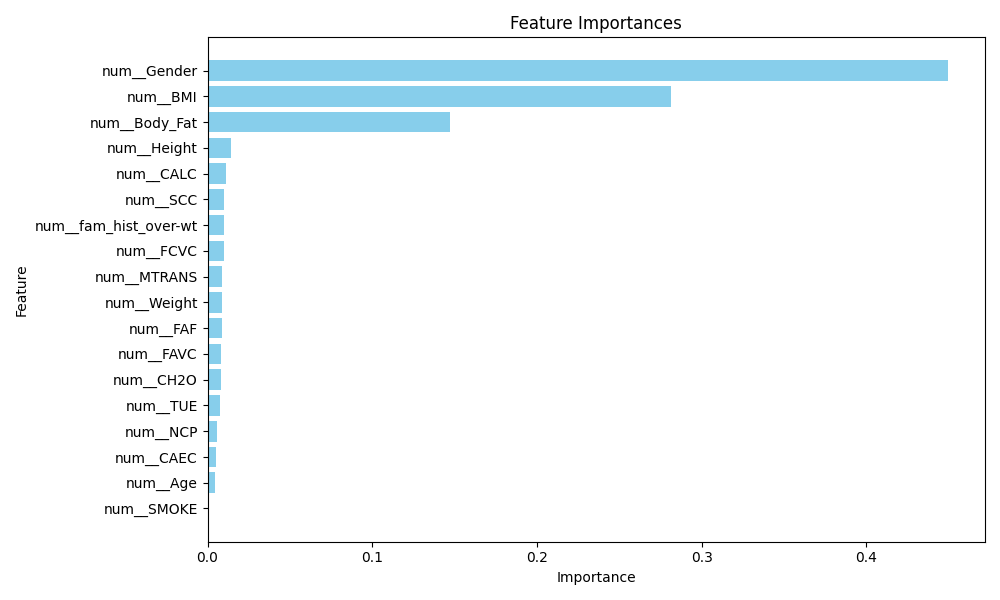 Feature Importances
num__Gender
num__BMI
num__Body_Fat
num__Height
num__CALC
num__SCC
num__fam_hist_over-wt
num__FCVC
num__MTRANS
num__Weight
num__FAF
num__FAVC
num__CH2O
num__TUE
num__NCP
num__CAEC
num__Age
num__SMOKE
Feature
0.0 0.1 0.2 0.3 0.4
Importance